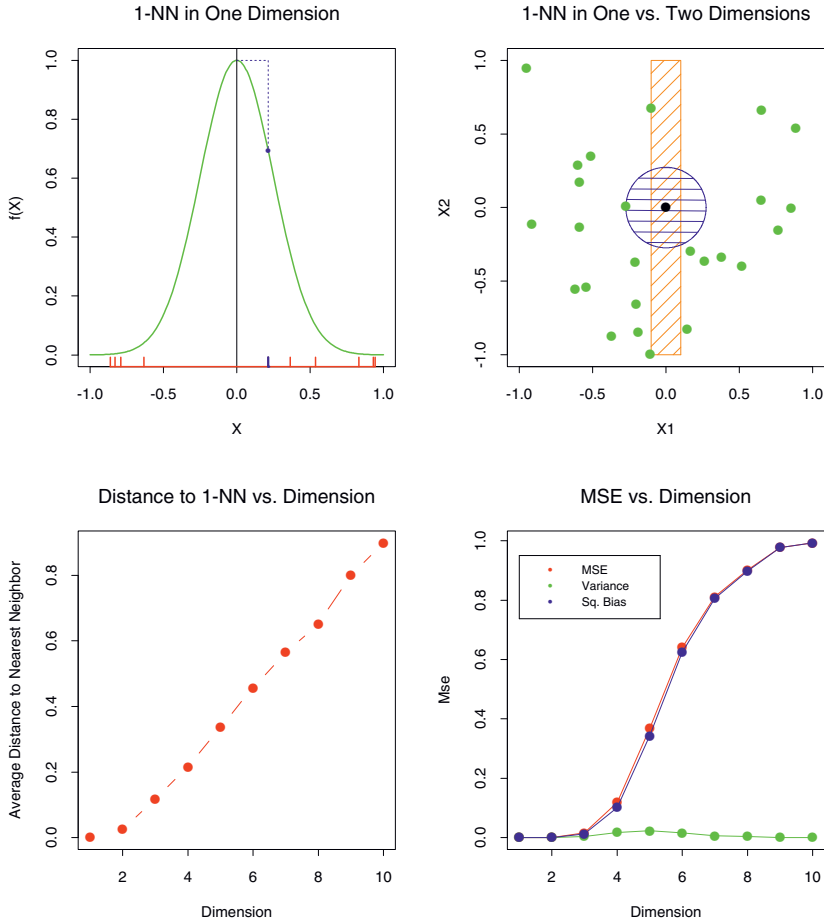 1-NN in One Dimension
f(X)
1.0
0.8
0.6
0.4
0.2
0.0
-1.0 -0.5 0.0 0.5 1.0
X
1-NN in One vs. Two Dimensions
X2
1.0
0.5
0.0
-0.5
-1.0
-1.0 -0.5 0.0 0.5 1.0
X1
Distance to 1-NN vs. Dimension
Average Distance to Nearest Neighbor
0.8
0.6
0.4
0.2
0.0
2 4 6 8 10
Dimension
MSE vs. Dimension
Mse
1.0
0.8
0.6
0.4
0.2
0.0
MSE
Variance
Sq. Bias
2 4 6 8 10
Dimension